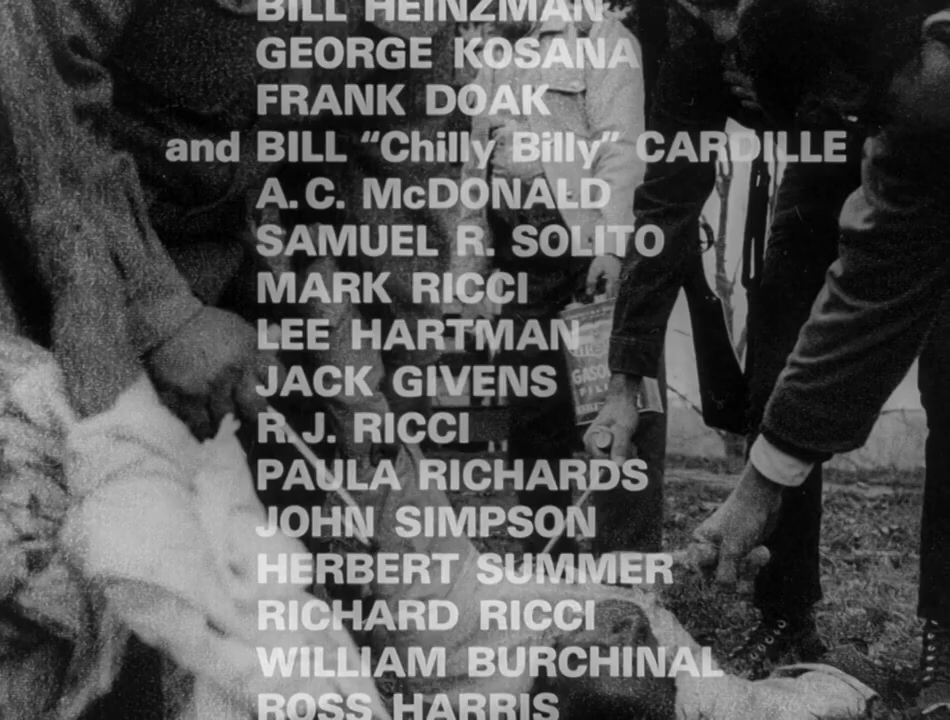 BILL HEINZMAN
GEORGE KOSANA
FRANK DOAK
and BILL “Chilly Billy” CARDILLE
A.C. McDONALD
SAMUEL R. SOLITO
MARK RICCI
LEE HARTMAN
JACK GIVENS
R.J. RICCI
PAULA RICHARDS
JOHN SIMPSON
HERBERT SUMMER
RICHARD RICCI
WILLIAM BURCHINAL
ROSS HARRIS